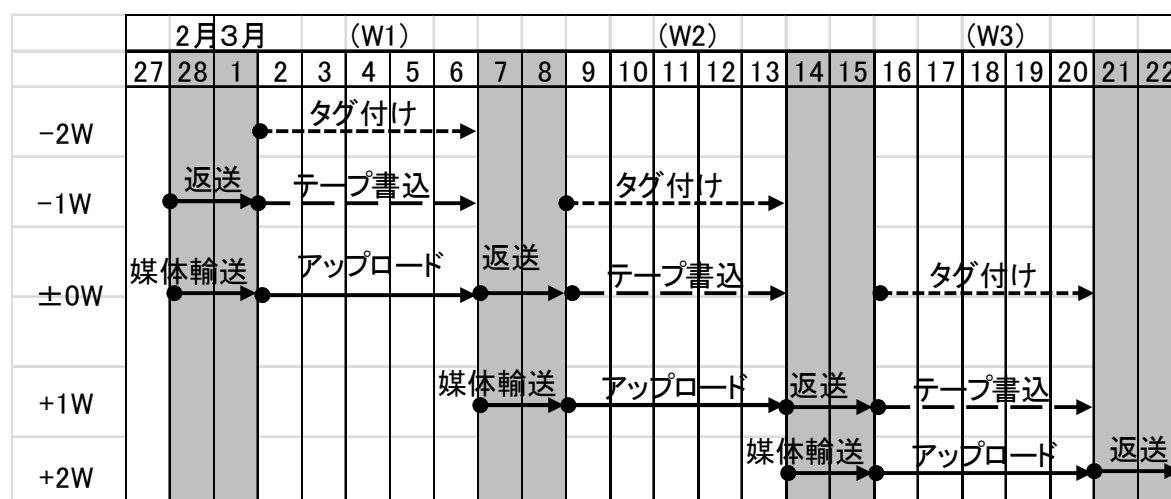 2月 3月 (W1) (W2) (W3)
27 28 1 2 3 4 5 6 7 8 9 10 11 12 13 14 15 16 17 18 19 20 21 22
-2W タグ付け
-1W 返送 テープ書込 タグ付け
±0W 媒体輸送 アップロード 返送 テープ書込 タグ付け
+1W 媒体輸送 アップロード 返送 テープ書込
+2W 媒体輸送 アップロード 返送